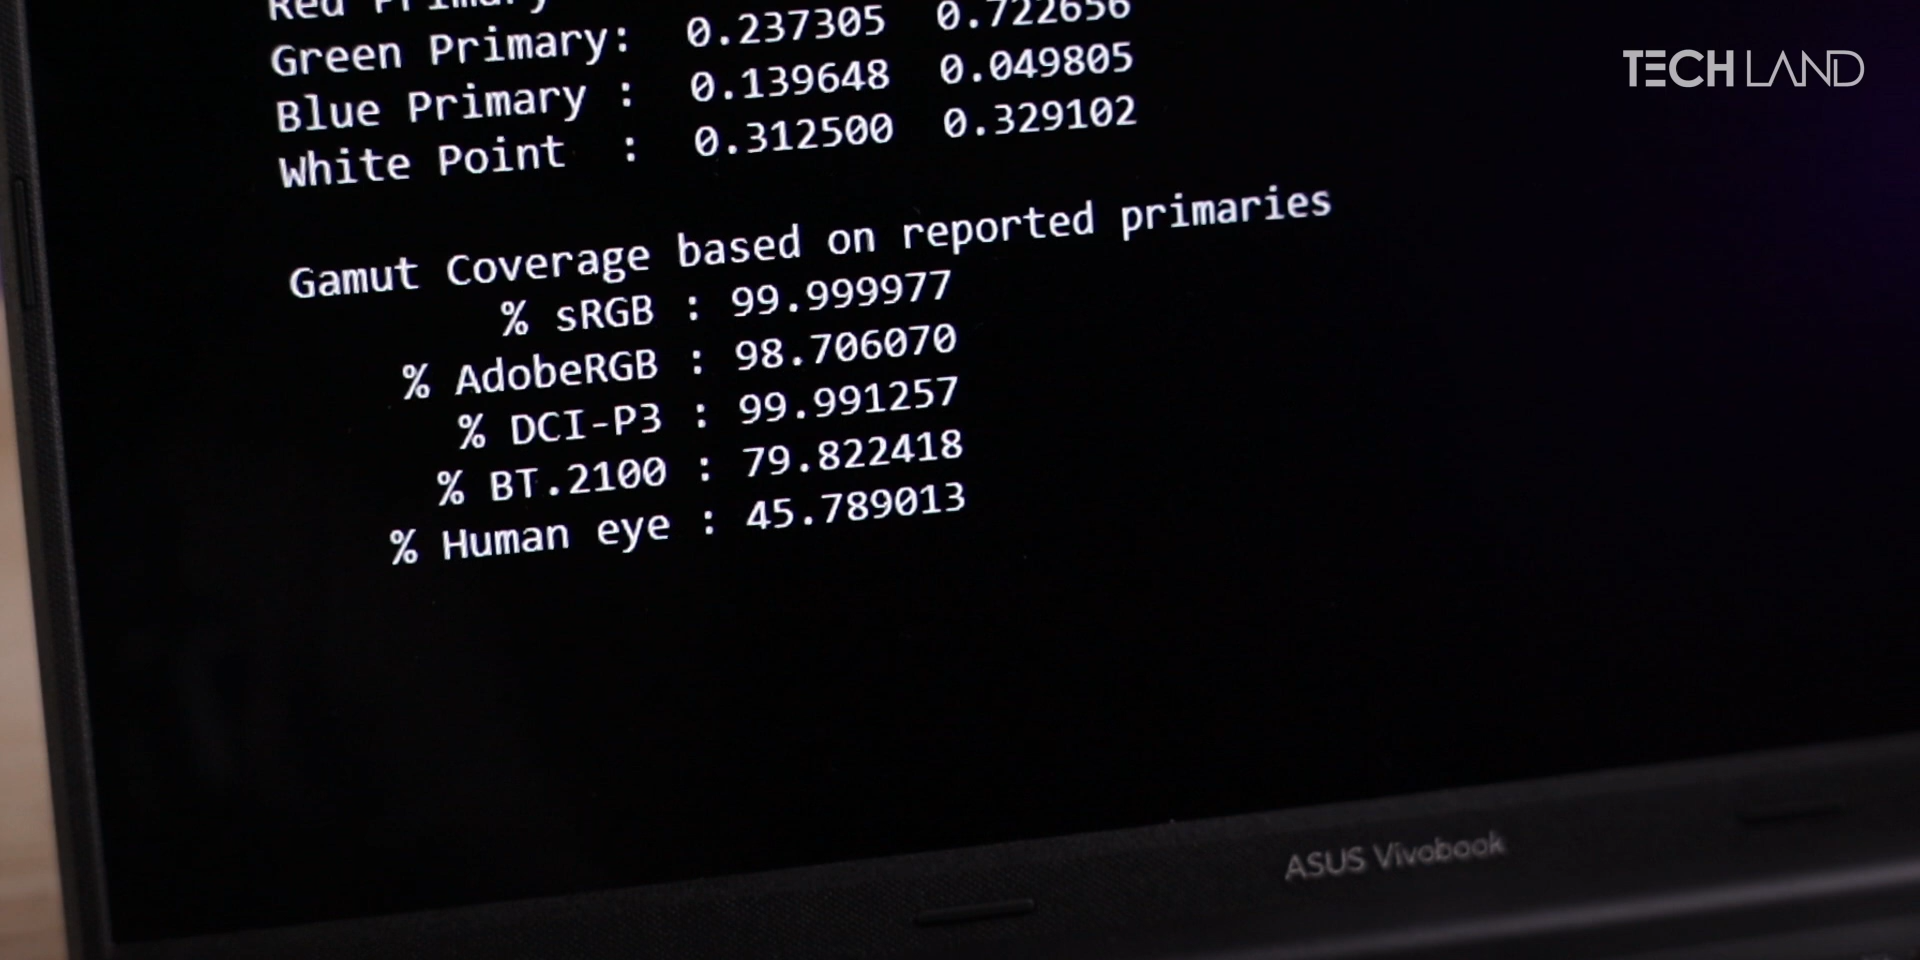 Red Primary
Green Primary: 0.237305 0.722656
Blue Primary : 0.139648 0.049805
White Point : 0.312500 0.329102
Gamut Coverage based on reported primaries
% sRGB : 99.999977
% AdobeRGB : 98.706070
% DCI-P3 : 99.991257
% BT.2100 : 79.822418
% Human eye : 45.789013
TECHLAND
ASUS Vivobook